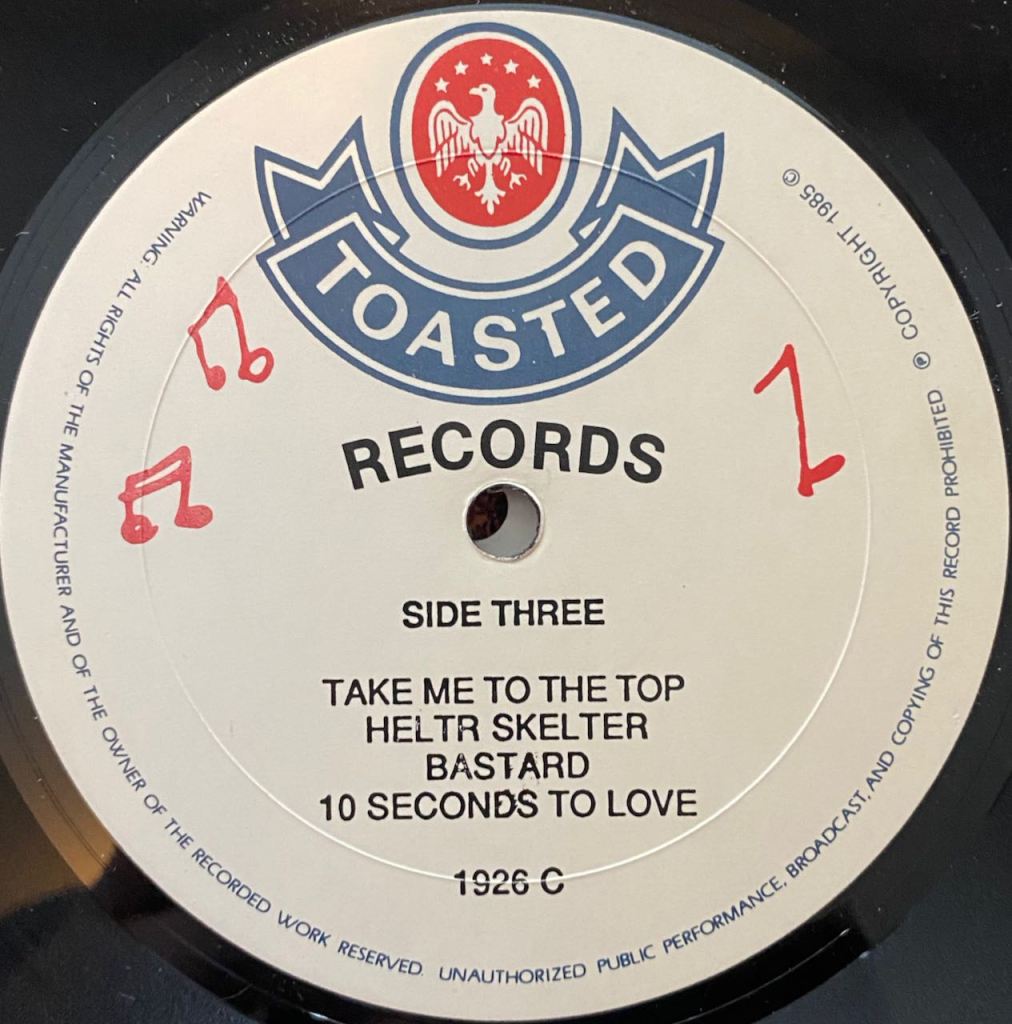 TOASTED
RECORDS
SIDE THREE
TAKE ME TO THE TOP
HELTR SKELTER
BASTARD
10 SECONDS TO LOVE
1926 C
WARNING: ALL RIGHTS OF THE MANUFACTURER AND OF THE OWNER OF THE RECORDED WORK RESERVED. UNAUTHORIZED PUBLIC PERFORMANCE, BROADCAST, AND COPYING OF THIS RECORD PROHIBITED ℗ COPYRIGHT 1985 ©